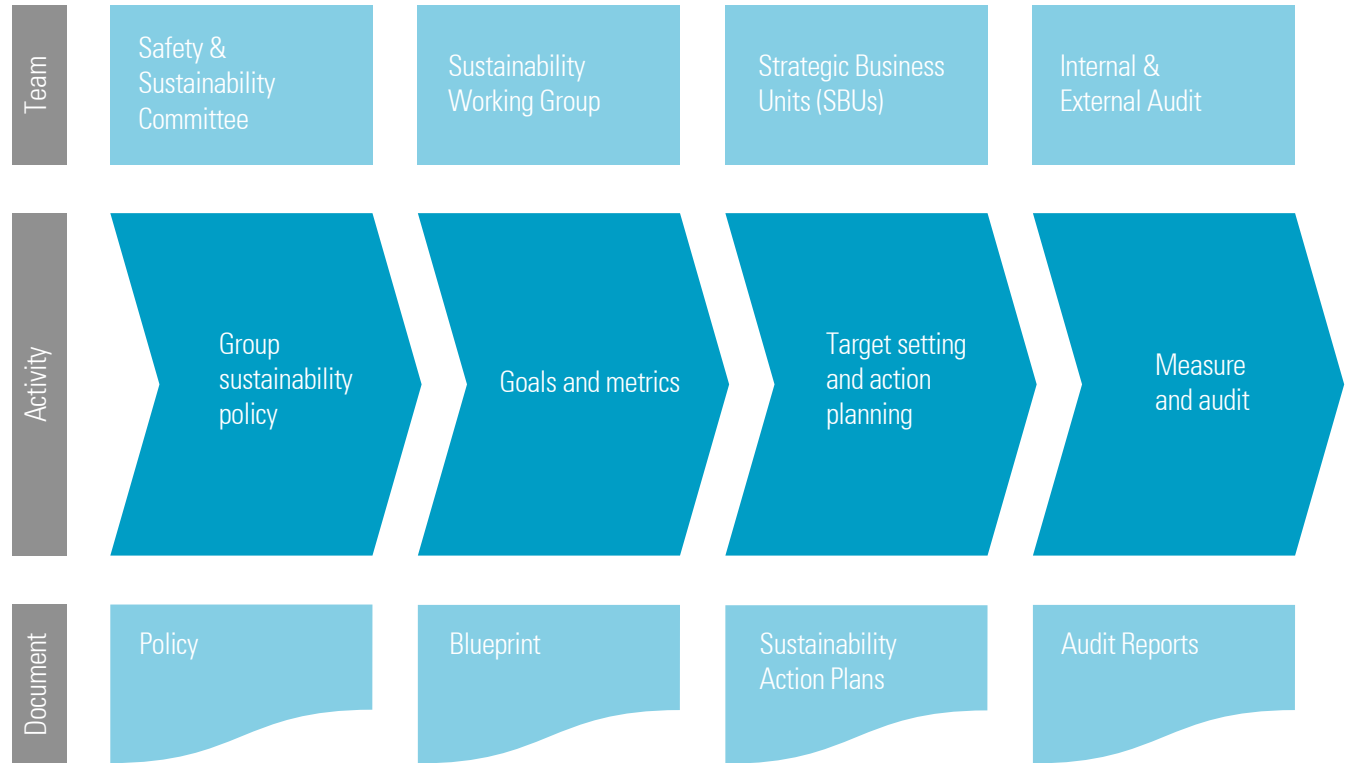 Team
Safety &
Sustainability
Committee
Sustainability
Working Group
Strategic Business
Units (SBUs)
Internal &
External Audit
Activity
Group
sustainability
policy
Goals and metrics
Target setting
and action
planning
Measure
and audit
Document
Policy
Blueprint
Sustainability
Action Plans
Audit Reports